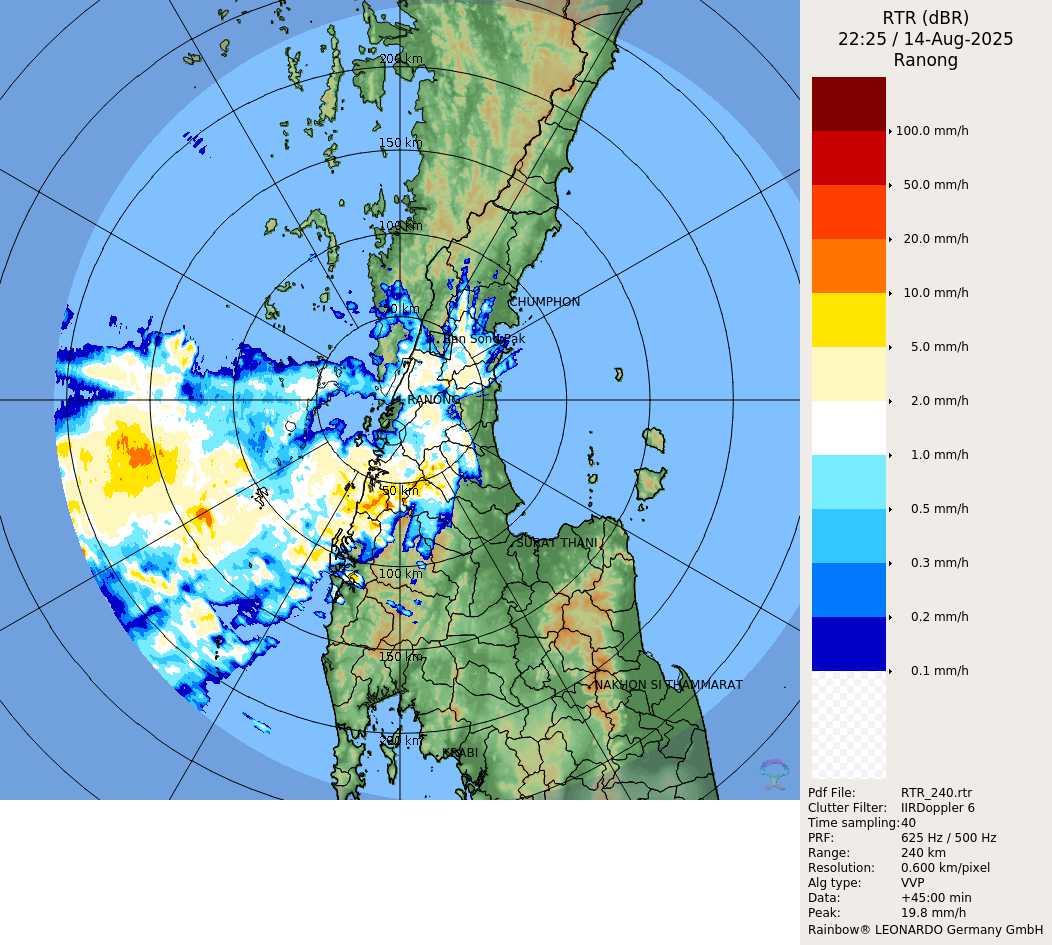 RTR (dBR)
22:25 / 14-Aug-2025
Ranong
200 km
150 km
100 km
50 km
CHUMPHON
Ban Song Pak
RANONG
50 km
SURAT THANI
100 km
150 km
NAKHON SI THAMMARAT
200 km
KRABI
100.0 mm/h
50.0 mm/h
20.0 mm/h
10.0 mm/h
5.0 mm/h
2.0 mm/h
1.0 mm/h
0.5 mm/h
0.3 mm/h
0.2 mm/h
0.1 mm/h
Pdf File: RTR_240.rtr
Clutter Filter: IIRDoppler 6
Time sampling:40
PRF: 625 Hz / 500 Hz
Range: 240 km
Resolution: 0.600 km/pixel
Alg type: VVP
Data: +45:00 min
Peak: 19.8 mm/h
Rainbow® LEONARDO Germany GmbH